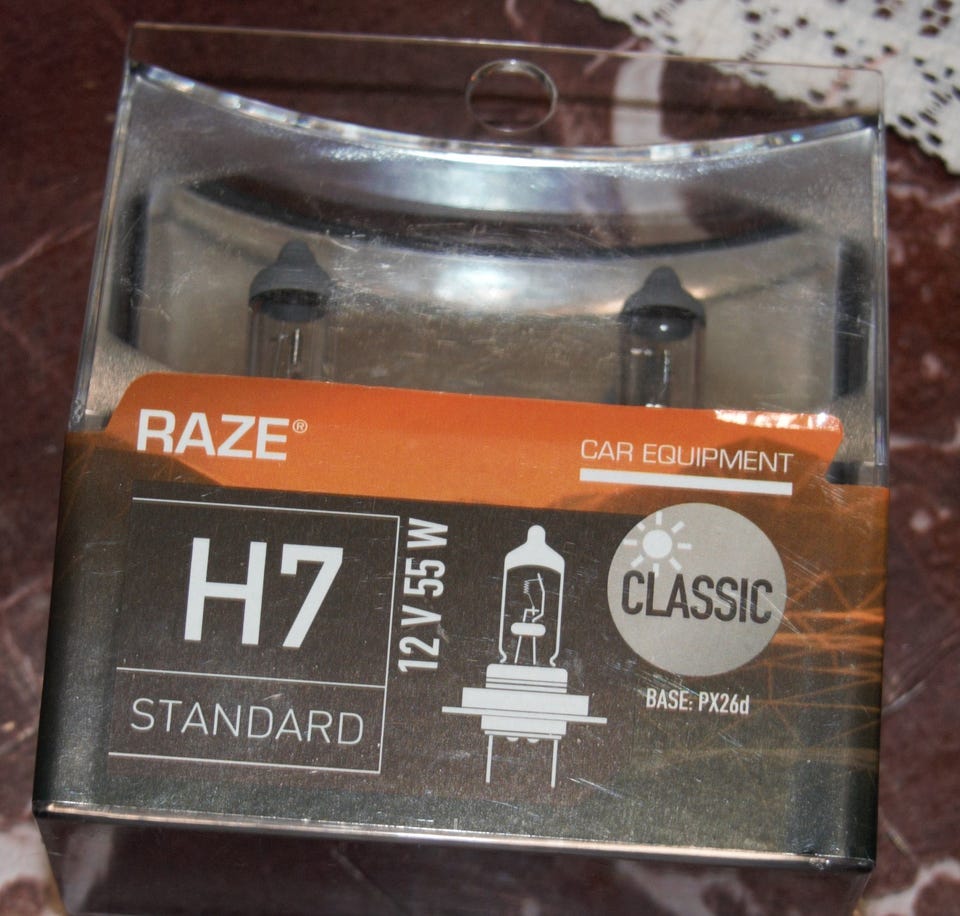 RAZE®
CAR EQUIPMENT
H7
STANDARD
12 V 55 W
CLASSIC
BASE: PX26d